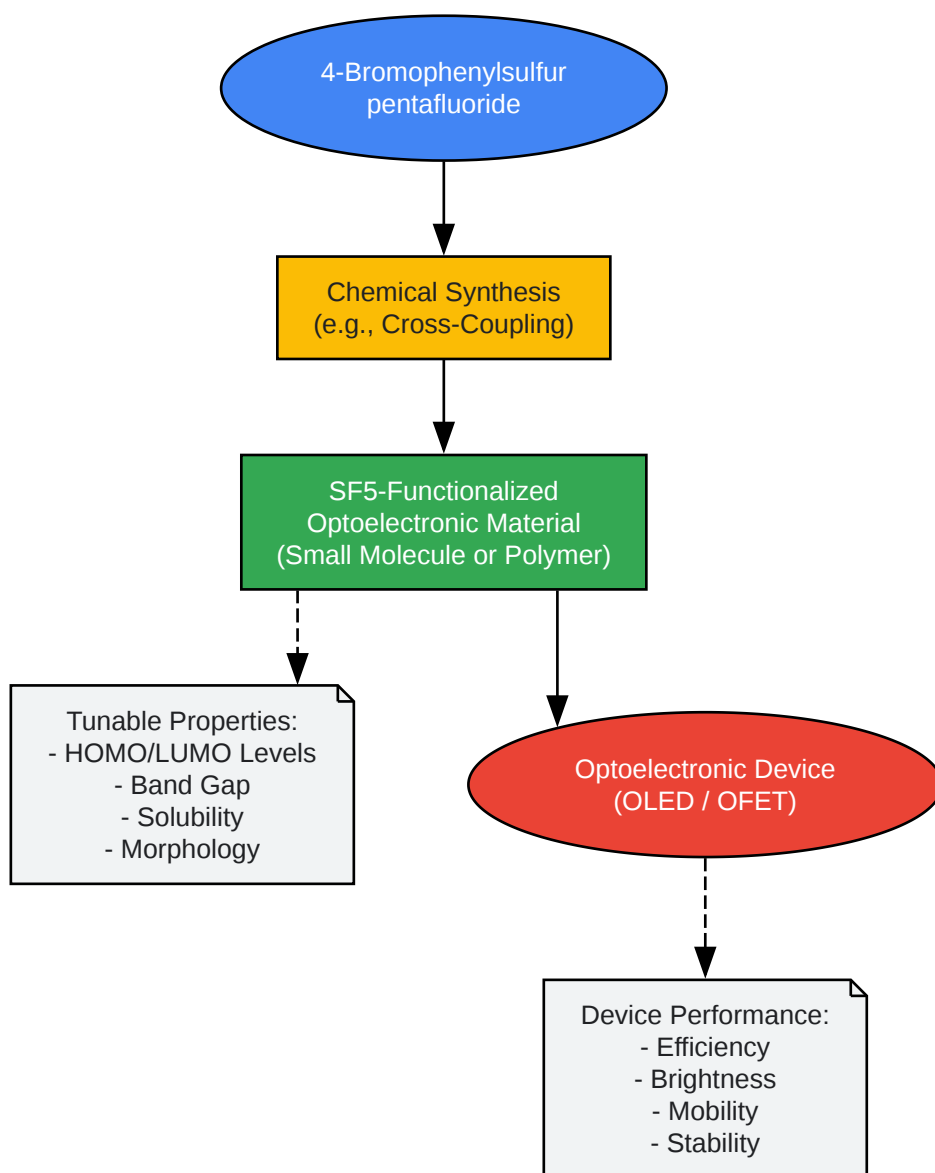 4-Bromophenylsulfur
pentafluoride
Chemical Synthesis
(e.g., Cross-Coupling)
SF5-Functionalized
Optoelectronic Material
(Small Molecule or Polymer)
Tunable Properties:
- HOMO/LUMO Levels
- Band Gap
- Solubility
- Morphology
Optoelectronic Device
(OLED / OFET)
Device Performance:
- Efficiency
- Brightness
- Mobility
- Stability